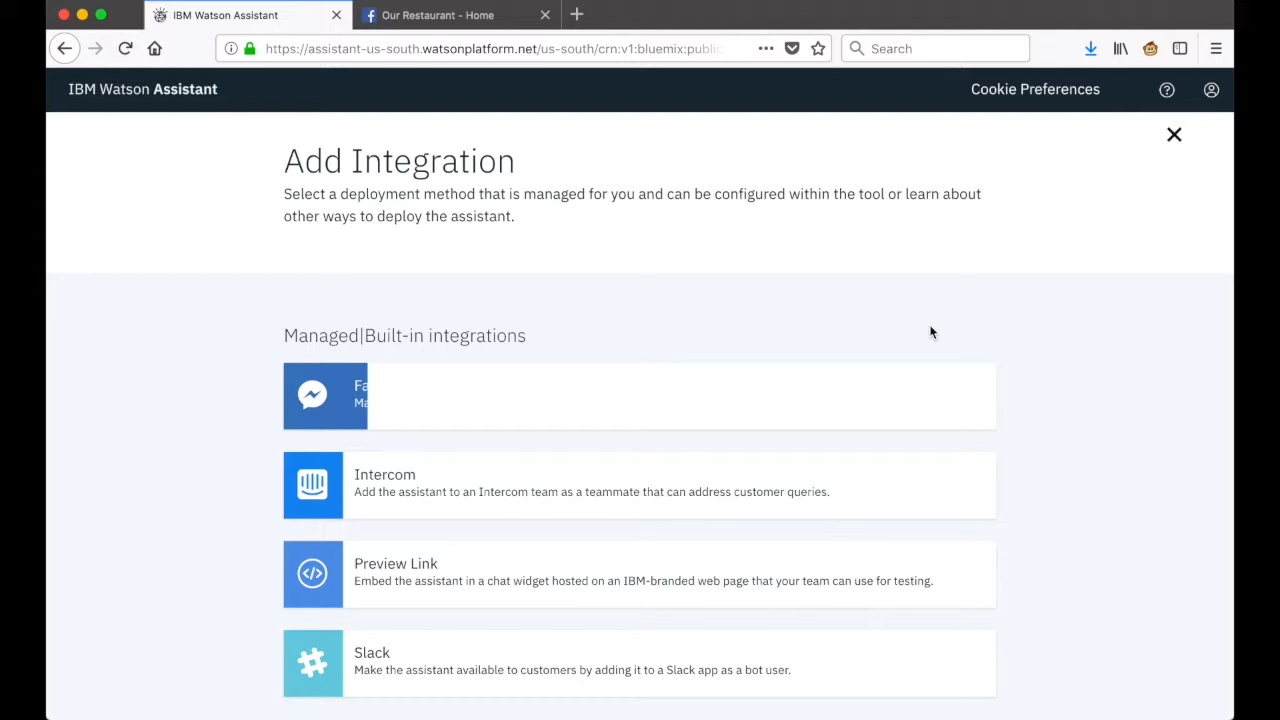 IBM Watson Assistant
Our Restaurant - Home
https://assistant-us-south.watsonplatform.net/us-south/crn:v1:bluemix:public
Search
IBM Watson Assistant
Cookie Preferences
Add Integration
Select a deployment method that is managed for you and can be configured within the tool or learn about
other ways to deploy the assistant.
Managed|Built-in integrations
Fa
Ma
Intercom
Add the assistant to an Intercom team as a teammate that can address customer queries.
Preview Link
Embed the assistant in a chat widget hosted on an IBM-branded web page that your team can use for testing.
Slack
Make the assistant available to customers by adding it to a Slack app as a bot user.